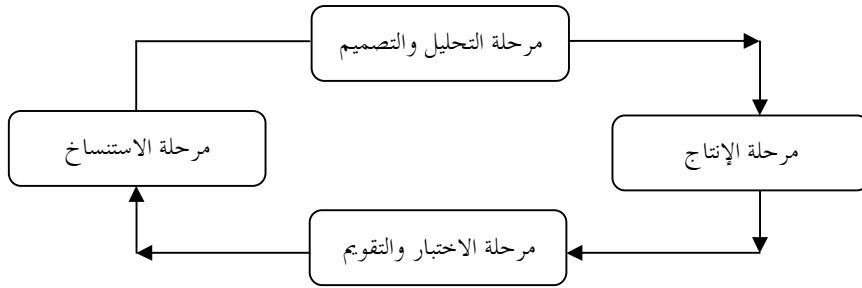 مرحلة التحليل والتصميم
مرحلة الإنتاج
مرحلة الاستنساخ
مرحلة الاختبار والتقويم